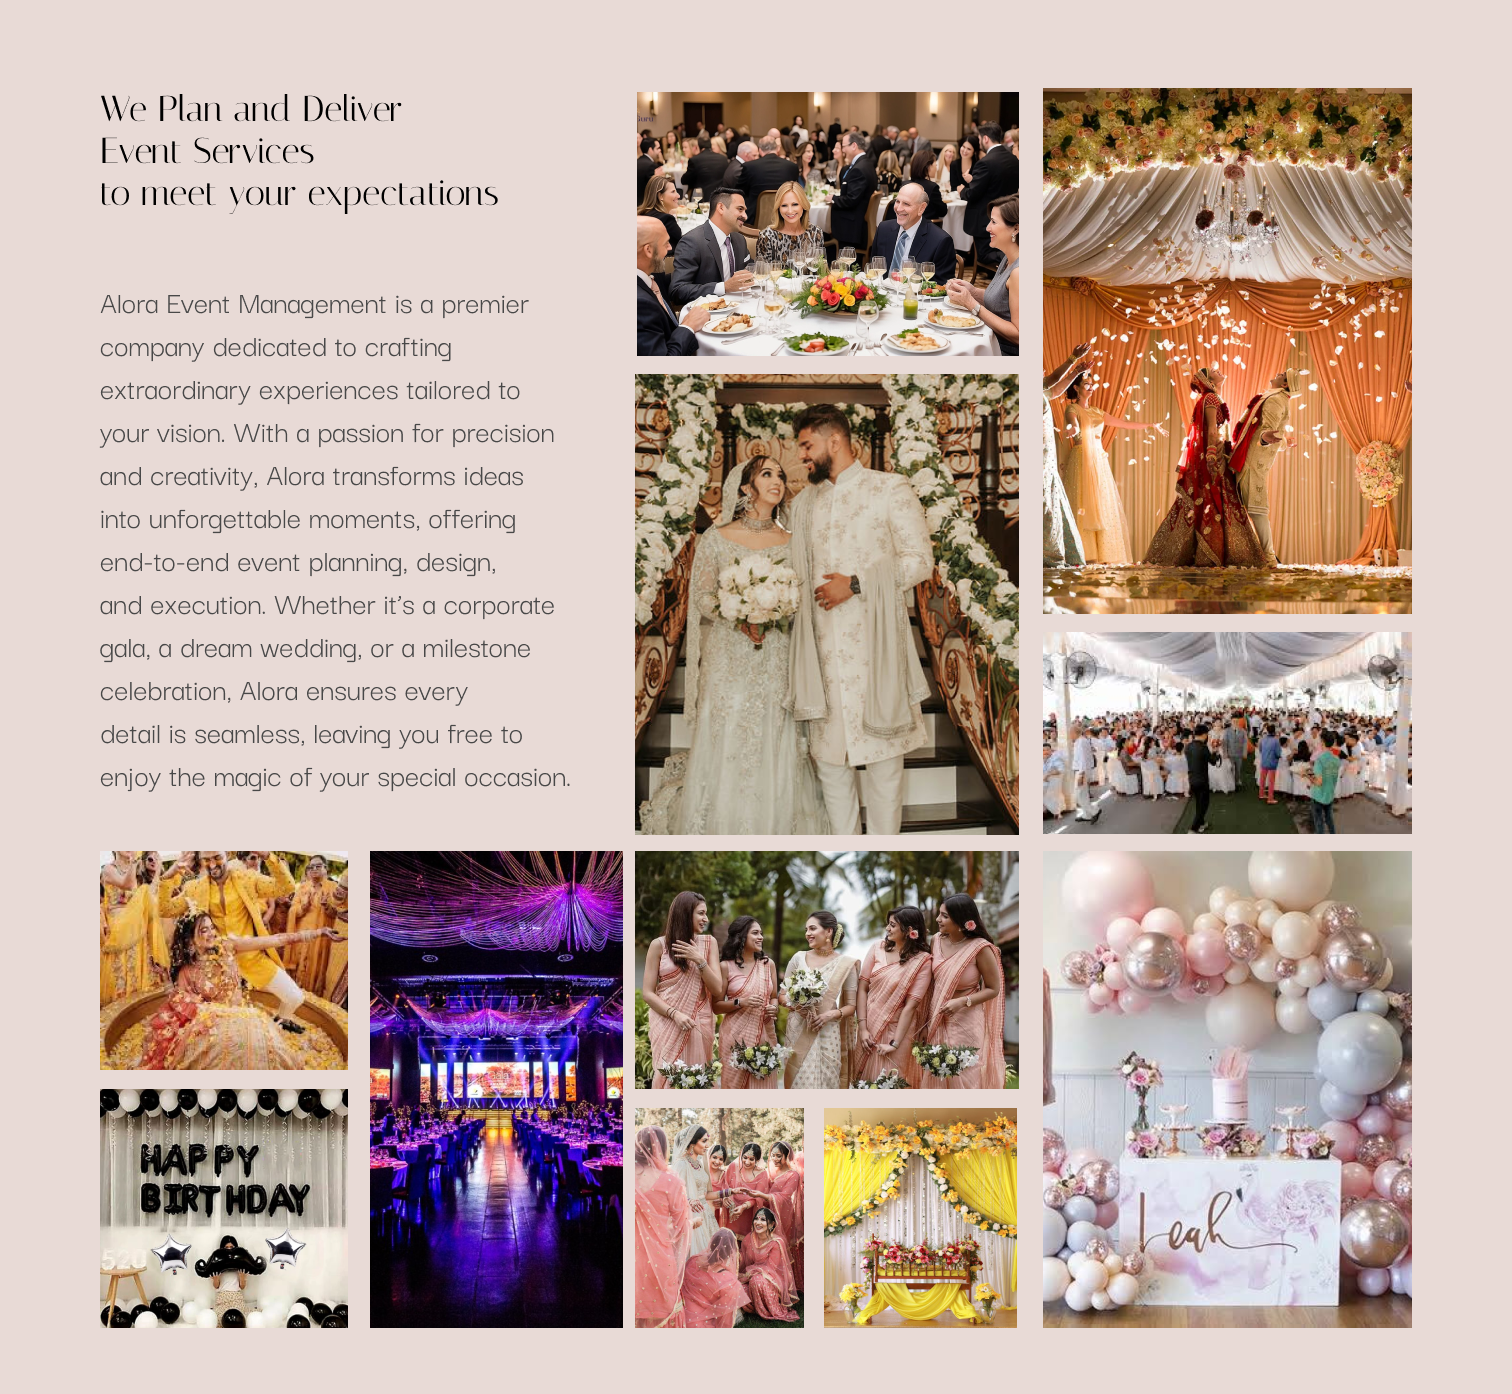 We Plan and Deliver
Event Services
to meet your expectations
Alora Event Management is a premier
company dedicated to crafting
extraordinary experiences tailored to
your vision. With a passion for precision
and creativity, Alora transforms ideas
into unforgettable moments, offering
end-to-end event planning, design,
and execution. Whether it’s a corporate
gala, a dream wedding, or a milestone
celebration, Alora ensures every
detail is seamless, leaving you free to
enjoy the magic of your special occasion.
HAPPY
BIRTHDAY
520
Leah